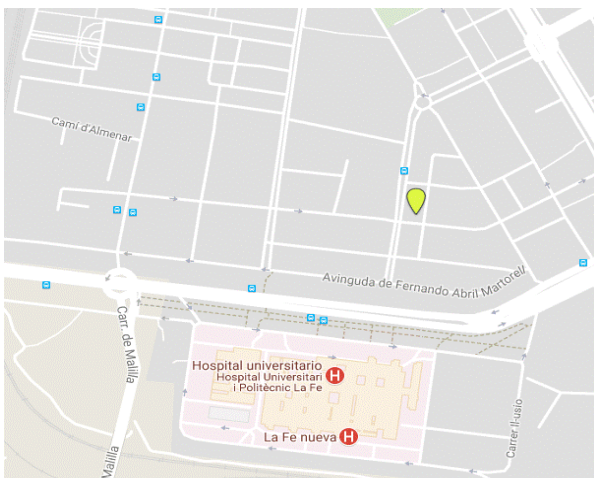 Camí d'Almenar
Avinguda de Fernando Abril Martorell
Carr. de Malilla
Hospital universitario
Hospital Universitari
i Politècnic La Fe
H
La Fe nueva
H
Carrer Il·lusio
Malilla